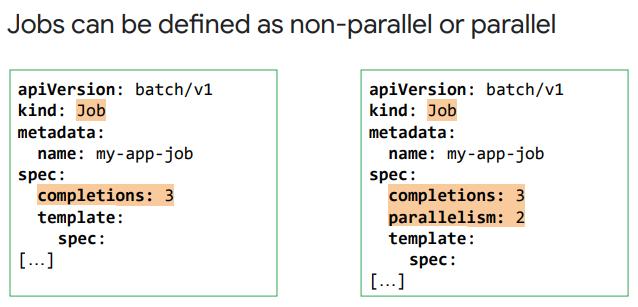 Jobs can be defined as non-parallel or parallel
apiVersion: batch/v1
kind: Job
metadata:
  name: my-app-job
spec:
  completions: 3
  template:
    spec:
[...]
apiVersion: batch/v1
kind: Job
metadata:
  name: my-app-job
spec:
  completions: 3
  parallelism: 2
  template:
    spec:
[...]